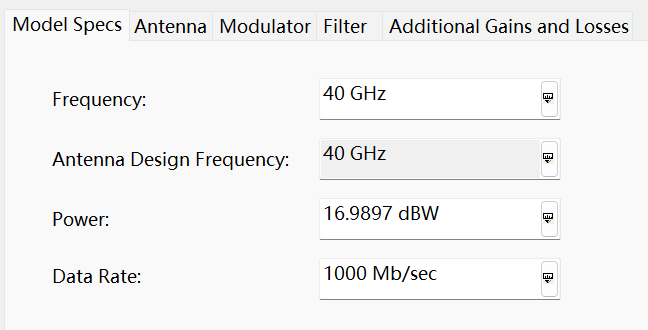 Model Specs Antenna Modulator Filter Additional Gains and Losses
Frequency: 40 GHz
Antenna Design Frequency: 40 GHz
Power: 16.9897 dBW
Data Rate: 1000 Mb/sec